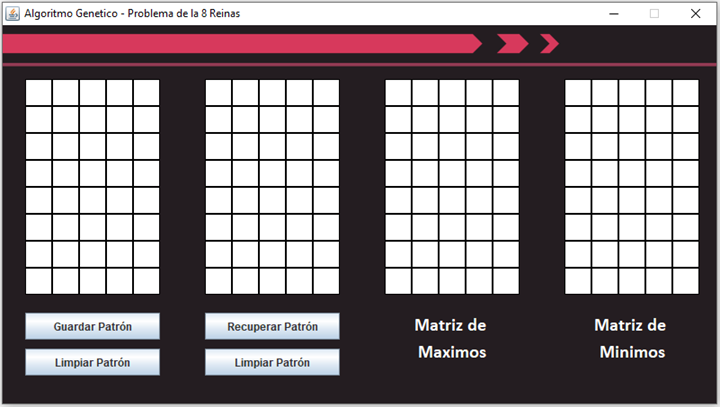 Algoritmo Genetico - Problema de la 8 Reinas
Guardar Patrón
Recuperar Patrón
Matriz de
Maximos
Matriz de
Minimos
Limpiar Patrón
Limpiar Patrón